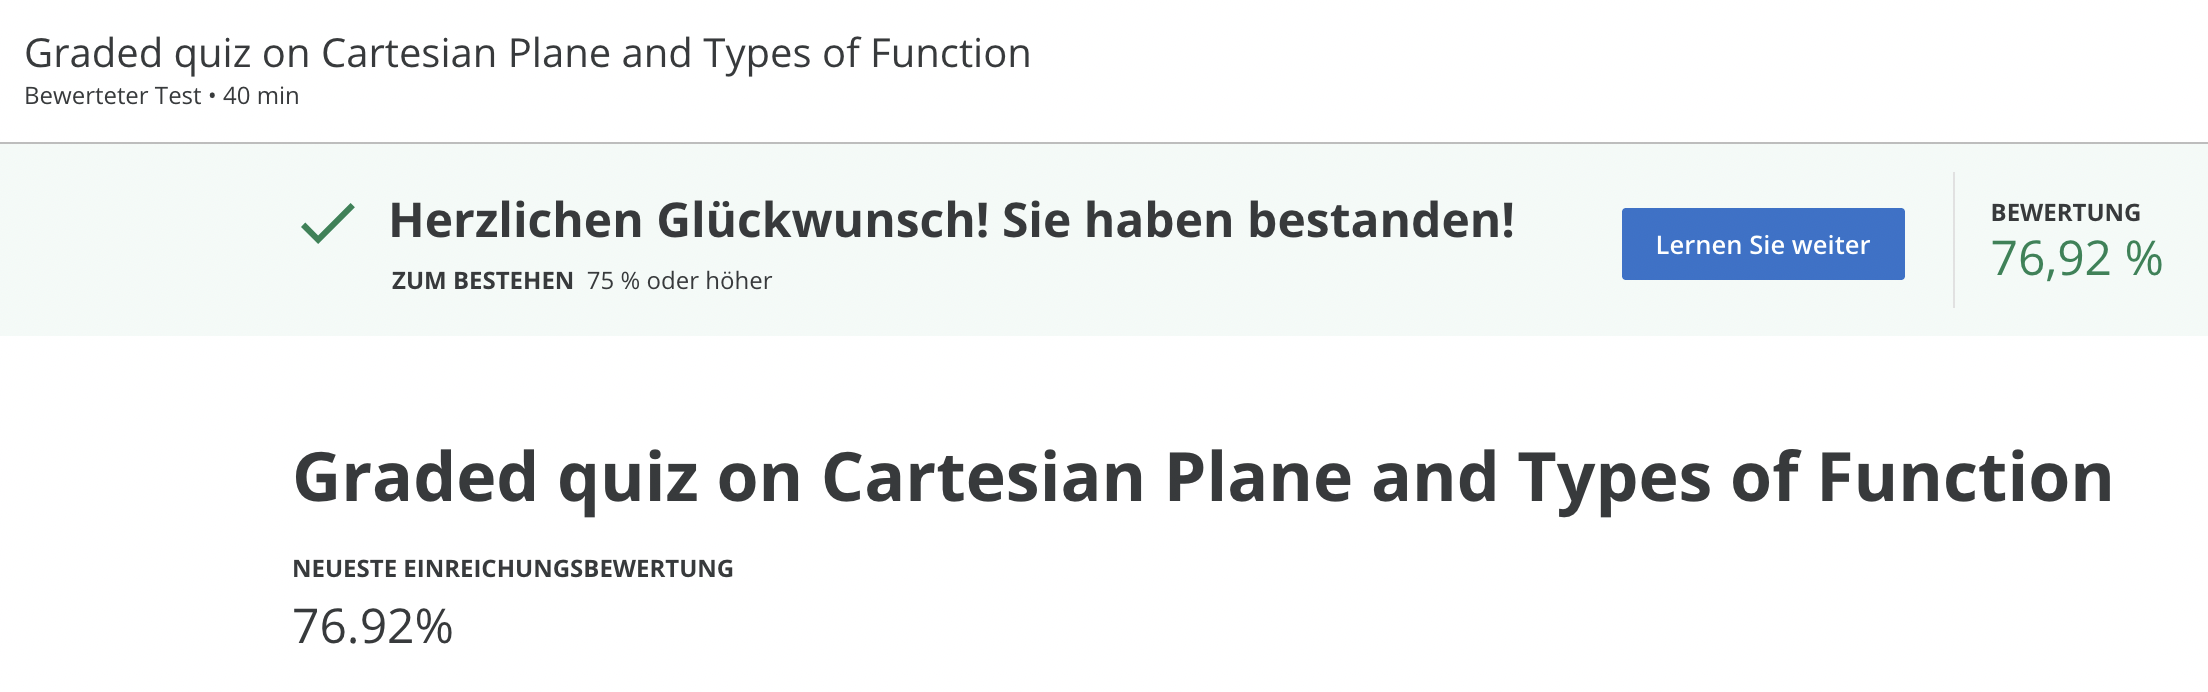 Graded quiz on Cartesian Plane and Types of Function
Bewerteter Test • 40 min
Herzlichen Glückwunsch! Sie haben bestanden!
ZUM BESTEHEN 75 % oder höher
Lernen Sie weiter
BEWERTUNG
76,92 %
Graded quiz on Cartesian Plane and Types of Function
NEUESTE EINREICHUNGSBEWERTUNG
76.92%